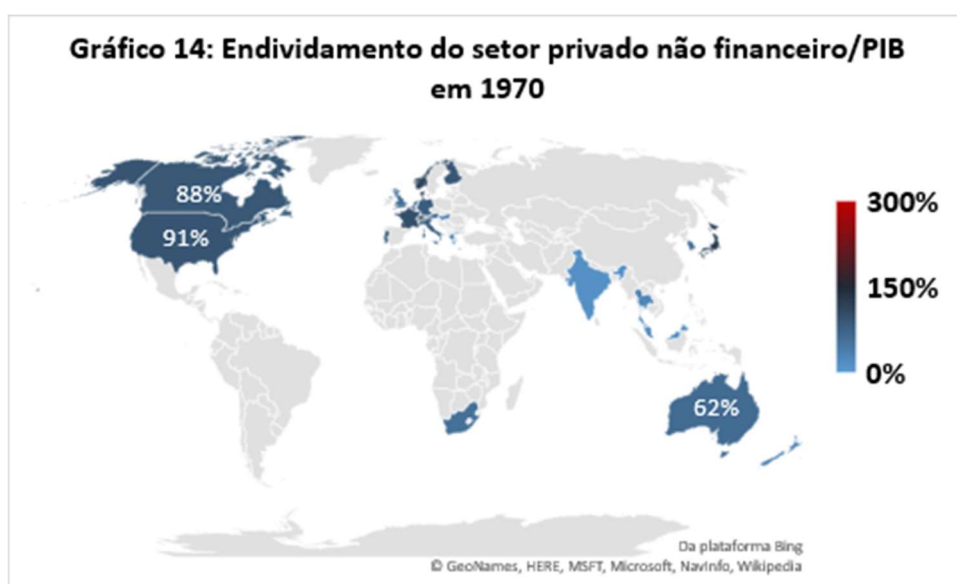 Gráfico 14: Endividamento do setor privado não financeiro/PIB
em 1970
88%
91%
300%
150%
0%
62%
Da plataforma Bing
© GeoNames, HERE, MSFT, Microsoft, NavInfo, Wikipedia